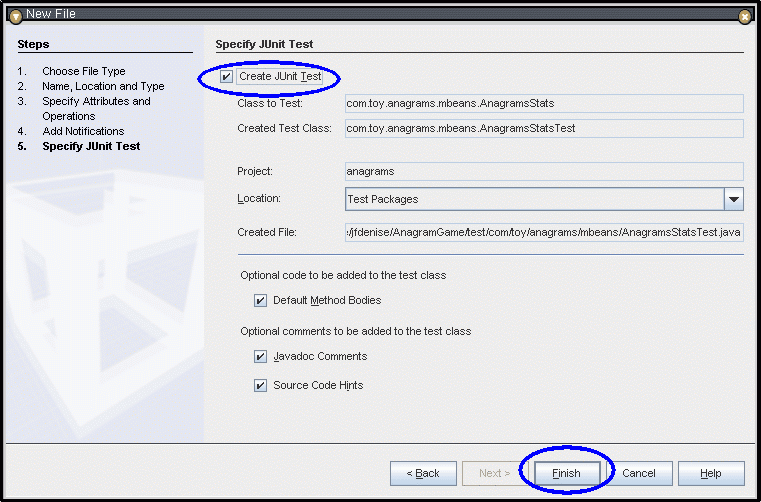 New File
Steps
1. Choose File Type
2. Name, Location and Type
3. Specify Attributes and
Operations
4. Add Notifications
5. Specify JUnit Test
Specify JUnit Test
Create JUnit Test
Class to Test: com.toy.anagrams.mbeans.AnagramsStats
Created Test Class: com.toy.anagrams.mbeans.AnagramsStatsTest
Project: anagrams
Location: Test Packages
Created File: :/jfdenise/AnagramGame/test/com/toy/anagrams/mbeans/AnagramsStatsTest.java
Optional code to be added to the test class
Default Method Bodies
Optional comments to be added to the test class
Javadoc Comments
Source Code Hints
< Back Next > Finish Cancel Help